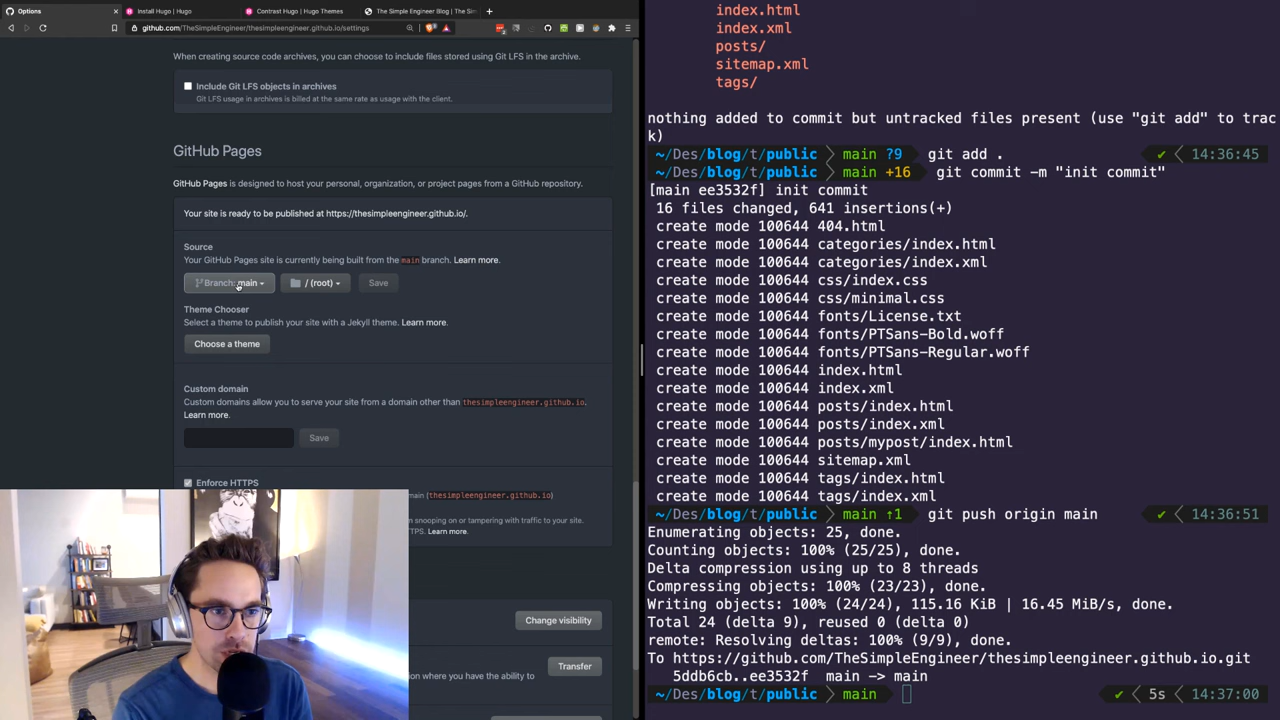 Options
Install Hugo | Hugo
Contrast Hugo | Hugo Themes
The Simple Engineer Blog | The Sim
github.com/TheSimpleEngineer/thesimpleengineer.github.io/settings
When creating source code archives, you can choose to include files stored using Git LFS in the archive.
Include Git LFS objects in archives
Git LFS usage in archives is billed at the same rate as usage with the client.
GitHub Pages
GitHub Pages is designed to host your personal, organization, or project pages from a GitHub repository.
Your site is ready to be published at https://thesimpleengineer.github.io/.
Source
Your GitHub Pages site is currently being built from the main branch. Learn more.
Branch: main
/ (root)
Save
Theme Chooser
Select a theme to publish your site with a Jekyll theme. Learn more.
Choose a theme
Custom domain
Custom domains allow you to serve your site from a domain other than thesimpleengineer.github.io.
Learn more.
Save
Enforce HTTPS
main (thesimpleengineer.github.io)
snooping on or tampering with traffic to your site.
Learn more.
Change visibility
Transfer
tion where you have the ability to
index.html
index.xml
posts/
sitemap.xml
tags/
nothing added to commit but untracked files present (use "git add" to trac
k)
~/Des/blog/t/public main ?9 git add . ✔ 14:36:45
~/Des/blog/t/public main +16 git commit -m "init commit"
[main ee3532f] init commit
16 files changed, 641 insertions(+)
create mode 100644 404.html
create mode 100644 categories/index.html
create mode 100644 categories/index.xml
create mode 100644 css/index.css
create mode 100644 css/minimal.css
create mode 100644 fonts/License.txt
create mode 100644 fonts/PTSans-Bold.woff
create mode 100644 fonts/PTSans-Regular.woff
create mode 100644 index.html
create mode 100644 index.xml
create mode 100644 posts/index.html
create mode 100644 posts/index.xml
create mode 100644 posts/mypost/index.html
create mode 100644 sitemap.xml
create mode 100644 tags/index.html
create mode 100644 tags/index.xml
~/Des/blog/t/public main ↑1 git push origin main ✔ 14:36:51
Enumerating objects: 25, done.
Counting objects: 100% (25/25), done.
Delta compression using up to 8 threads
Compressing objects: 100% (23/23), done.
Writing objects: 100% (24/24), 115.16 KiB | 16.45 MiB/s, done.
Total 24 (delta 9), reused 0 (delta 0)
remote: Resolving deltas: 100% (9/9), done.
To https://github.com/TheSimpleEngineer/thesimpleengineer.github.io.git
5ddb6cb..ee3532f main -> main
~/Des/blog/t/public main ✔ 5s 14:37:00